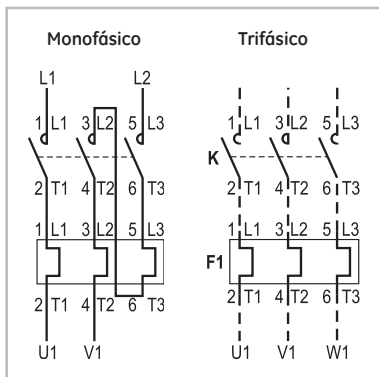 Monofásico Trifásico
L1 L2
1 L1 3 L2 5 L3 1 L1 3 L2 5 L3
K
2 T1 4 T2 6 T3 2 T1 4 T2 6 T3
1 L1 3 L2 5 L3 1 L1 3 L2 5 L3
F1
2 T1 4 T2 6 T3 2 T1 4 T2 6 T3
U1 V1 U1 V1 W1